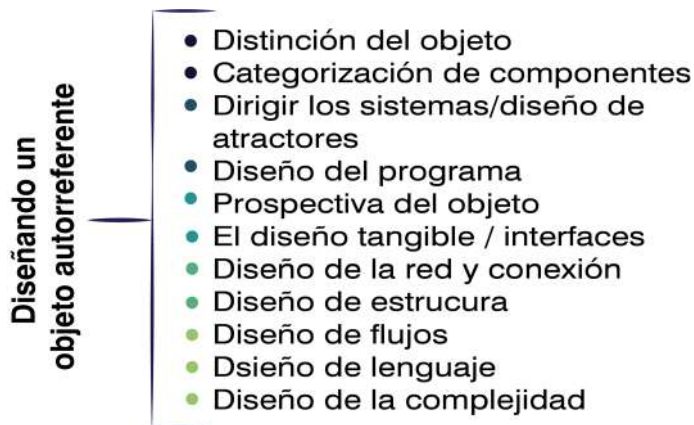 Diseñando un
objeto autorreferente
Distinción del objeto
Categorización de componentes
Dirigir los sistemas/diseño de
atractores
Diseño del programa
Prospectiva del objeto
El diseño tangible / interfaces
Diseño de la red y conexión
Diseño de estrucura
Diseño de flujos
Dsieño de lenguaje
Diseño de la complejidad